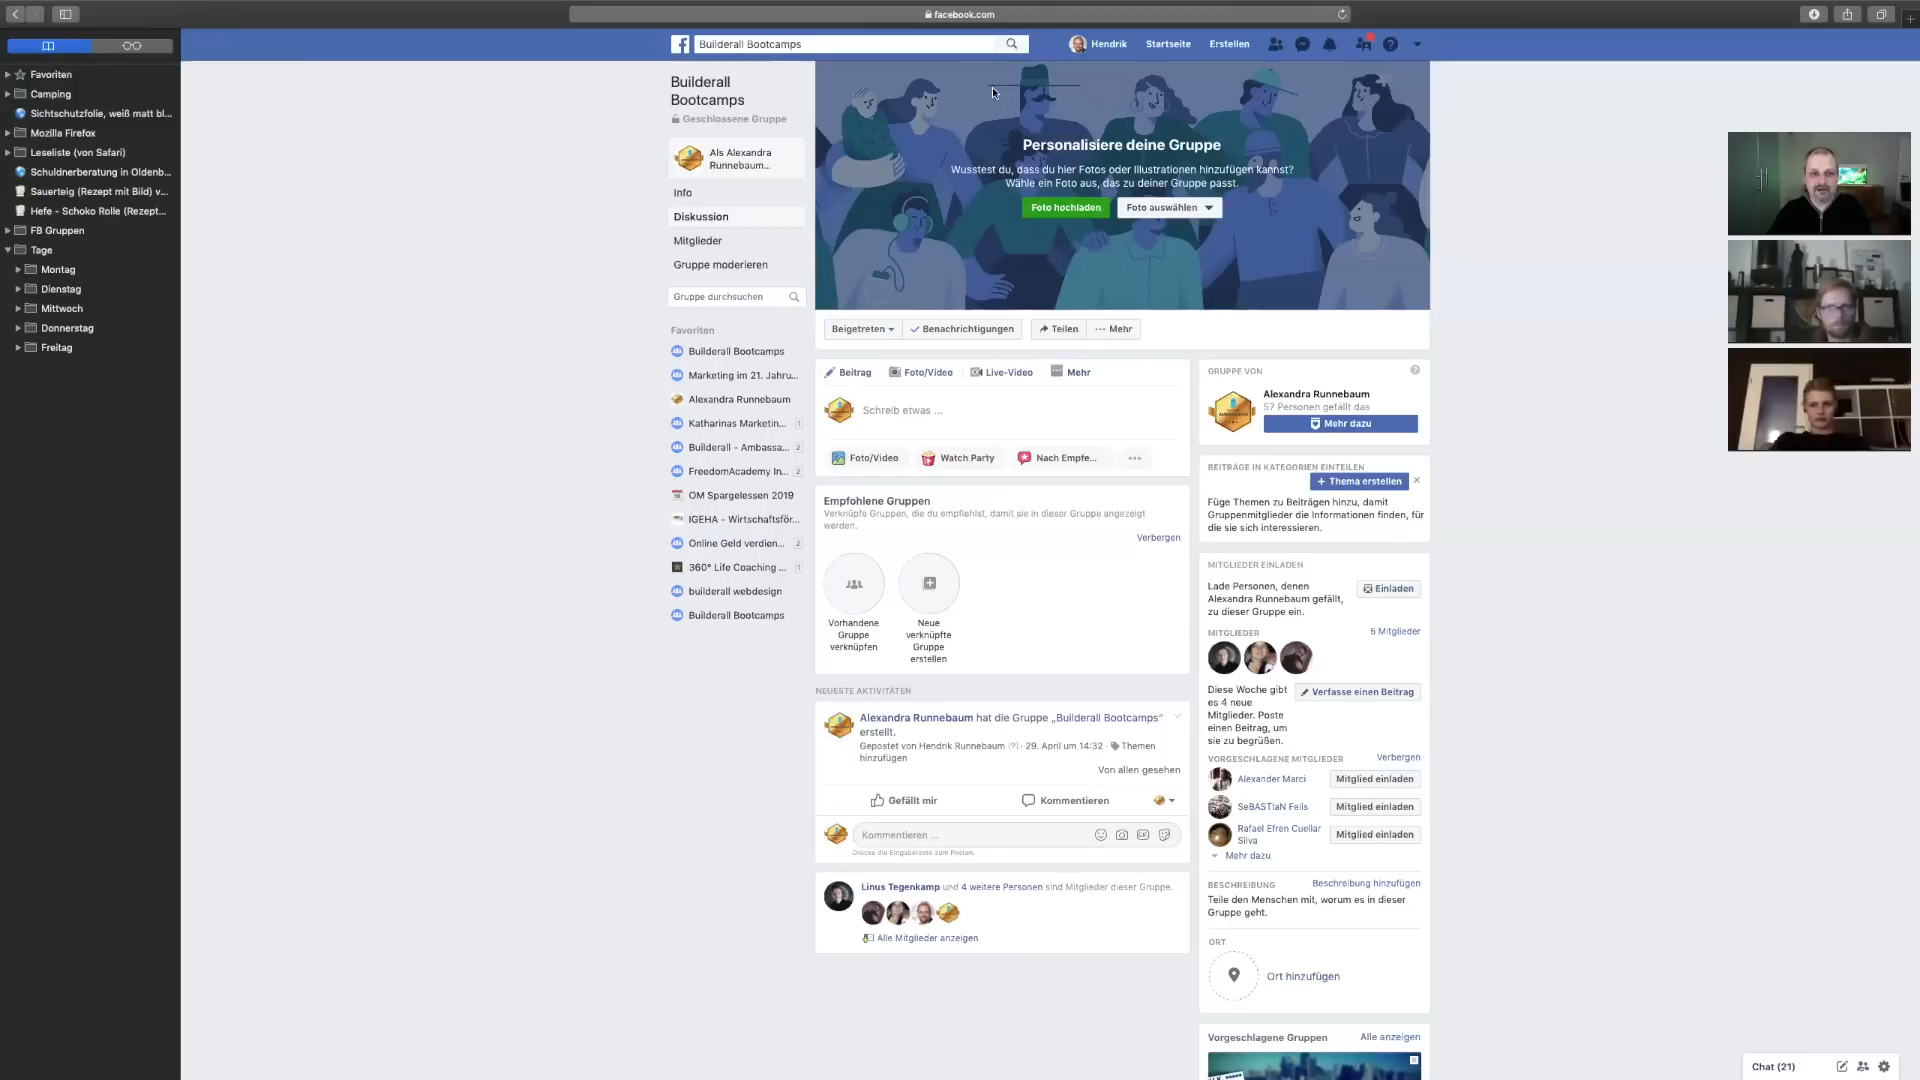 facebook.com
Favoriten
Camping
Sichtschutzfolie, weiß matt bl...
Mozilla Firefox
Leseliste (von Safari)
Schuldnerberatung in Oldenb...
Sauerteig (Rezept mit Bild) v...
Hefe - Schoko Rolle (Rezept...
FB Gruppen
Tage
Montag
Dienstag
Mittwoch
Donnerstag
Freitag
Builderall Bootcamps
Hendrik
Startseite
Erstellen
Builderall
Bootcamps
Geschlossene Gruppe
Als Alexandra
Runnebaum...
Info
Diskussion
Mitglieder
Gruppe moderieren
Gruppe durchsuchen
Favoriten
Builderall Bootcamps
Marketing im 21. Jahru...
Alexandra Runnebaum
Katharinas Marketin... 1
Builderall - Ambassa... 2
FreedomAcademy In... 2
OM Spargelessen 2019
IGEHA - Wirtschaftsför...
Online Geld verdien... 2
360° Life Coaching ... 1
builderall webdesign
Builderall Bootcamps
Personalisiere deine Gruppe
Wusstest du, dass du hier Fotos oder Illustrationen hinzufügen kannst?
Wähle ein Foto aus, das zu deiner Gruppe passt.
Foto hochladen
Foto auswählen
Beigetreten
Benachrichtigungen
Teilen
Mehr
Beitrag
Foto/Video
Live-Video
Mehr
Schreib etwas ...
Foto/Video
Watch Party
Nach Empfe...
Empfohlene Gruppen
Verknüpfe Gruppen, die du empfiehlst, damit sie in dieser Gruppe angezeigt
werden.
Verbergen
Vorhandene
Gruppe
verknüpfen
Neue
verknüpfte
Gruppe
erstellen
NEUESTE AKTIVITÄTEN
Alexandra Runnebaum hat die Gruppe „Builderall Bootcamps“
erstellt.
Gepostet von Hendrik Runnebaum [?] · 29. April um 14:32 · Themen
hinzufügen
Von allen gesehen
Gefällt mir
Kommentieren
Kommentieren ...
Drücke die Eingabetaste zum Posten.
Linus Tegenkamp und 4 weitere Personen sind Mitglieder dieser Gruppe.
Alle Mitglieder anzeigen
GRUPPE VON
Alexandra Runnebaum
57 Personen gefällt das
Mehr dazu
BEITRÄGE IN KATEGORIEN EINTEILEN
+ Thema erstellen
Füge Themen zu Beiträgen hinzu, damit
Gruppenmitglieder die Informationen finden, für
die sie sich interessieren.
MITGLIEDER EINLADEN
Lade Personen, denen
Alexandra Runnebaum gefällt,
zu dieser Gruppe ein.
Einladen
MITGLIEDER
5 Mitglieder
Diese Woche gibt
es 4 neue
Mitglieder. Poste
einen Beitrag, um
sie zu begrüßen.
Verfasse einen Beitrag
VORGESCHLAGENE MITGLIEDER
Verbergen
Alexander Marci
Mitglied einladen
SeBASTIaN Fells
Mitglied einladen
Rafael Efren Cuellar
Silva
Mitglied einladen
Mehr dazu
BESCHREIBUNG
Beschreibung hinzufügen
Teile den Menschen mit, worum es in dieser
Gruppe geht.
ORT
Ort hinzufügen
Vorgeschlagene Gruppen
Alle anzeigen
Chat (21)